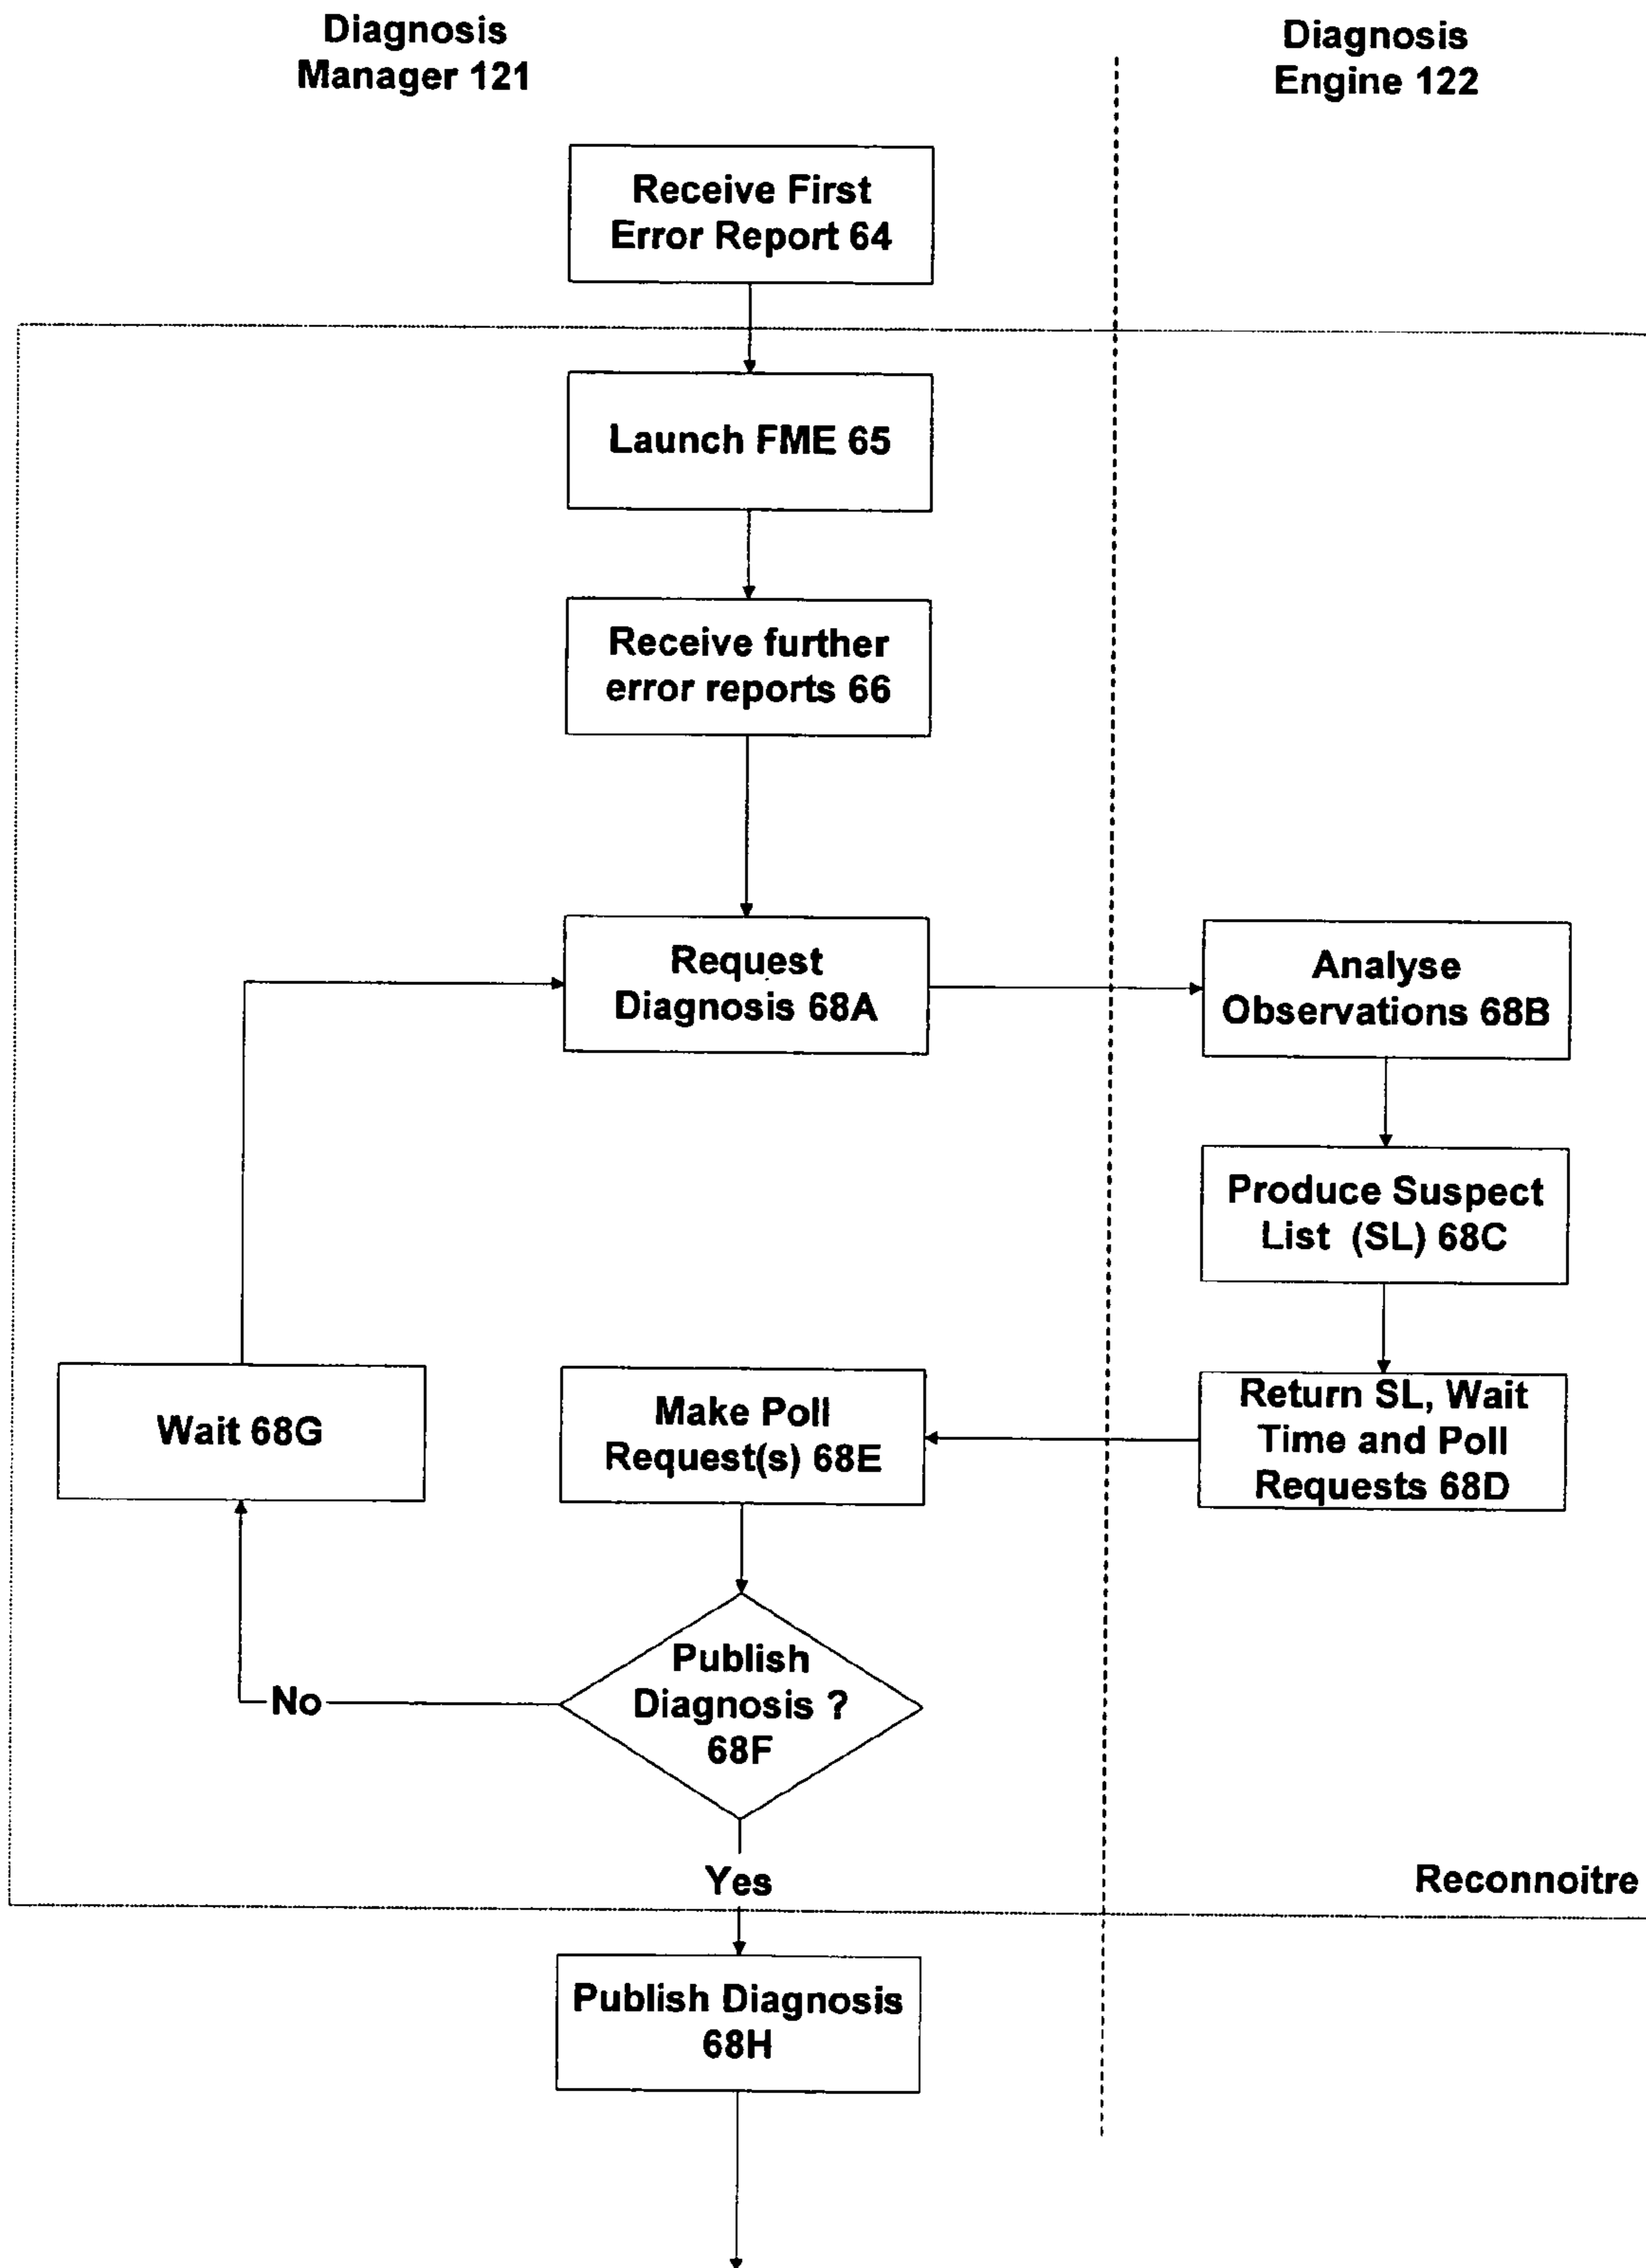 Diagnosis
Manager 121
Diagnosis
Engine 122
Receive First
Error Report 64
Launch FME 65
Receive further
error reports 66
Request
Diagnosis 68A
Analyse
Observations 68B
Produce Suspect
List (SL) 68C
Return SL, Wait
Time and Poll
Requests 68D
Make Poll
Request(s) 68E
Wait 68G
Publish
Diagnosis ?
68F
No
Yes
Reconnoitre
Publish Diagnosis
68H